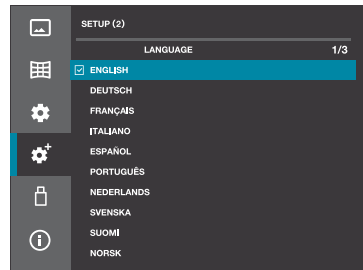 SETUP (2)
LANGUAGE 1/3
ENGLISH
DEUTSCH
FRANÇAIS
ITALIANO
ESPAÑOL
PORTUGUÊS
NEDERLANDS
SVENSKA
SUOMI
NORSK